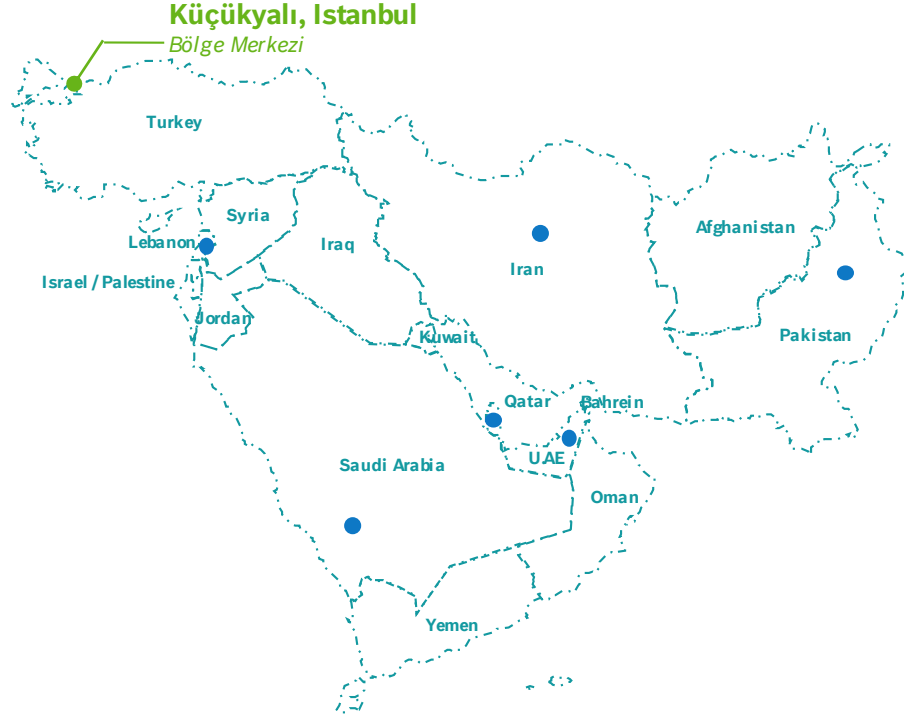 Küçükyalı, Istanbul
Bölge Merkezi
Turkey
Syria
Lebanon
Iraq
Afghanistan
Iran
Israel / Palestine
Jordan
Kuwait
Pakistan
Qatar
Bahrein
Saudi Arabia
U.AE
Oman
Yemen